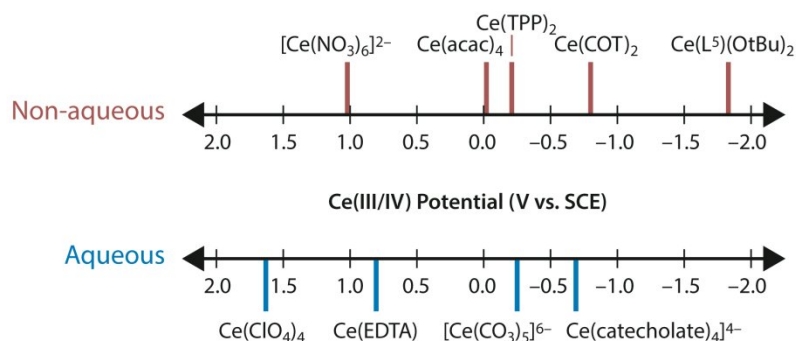 Ce(TPP)₂
[Ce(NO₃)₆]²⁻ Ce(acac)₄ Ce(COT)₂ Ce(L⁵)(OtBu)₂
Non-aqueous
2.0 1.5 1.0 0.5 0.0 –0.5 –1.0 –1.5 –2.0
Ce(III/IV) Potential (V vs. SCE)
Aqueous
2.0 1.5 1.0 0.5 0.0 –0.5 –1.0 –1.5 –2.0
Ce(ClO₄)₄ Ce(EDTA) [Ce(CO₃)₅]⁶⁻ Ce(catecholate)₄]⁴⁻